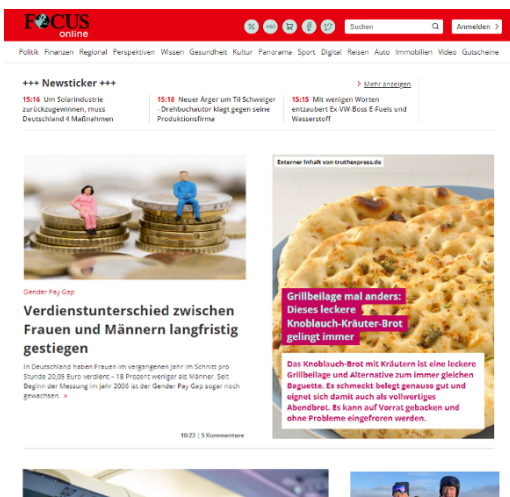 FOCUS
online
%
ABO
Suchen
Anmelden >
Politik Finanzen Regional Perspektiven Wissen Gesundheit Kultur Panorama Sport Digital Reisen Auto Immobilien Video Gutscheine
+++ Newsticker +++
> Mehr anzeigen
15:16 Um Solarindustrie
zurückzugewinnen, muss
Deutschland 4 Maßnahmen
15:18 Neuer Ärger um Til Schweiger
- Drehbuchautor klagt gegen seine
Produktionsfirma
15:15 Mit wenigen Worten
entzaubert Ex-VW-Boss E-Fuels und
Wasserstoff
Gender Pay Gap
Verdienstunterschied zwischen
Frauen und Männern langfristig
gestiegen
In Deutschland haben Frauen im vergangenen Jahr im Schnitt pro
Stunde 20,05 Euro verdient – 18 Prozent weniger als Männer. Seit
Beginn der Messung im Jahr 2006 ist der Gender Pay Gap sogar noch
gewachsen. >
10:23 | 5 Kommentare
Externer Inhalt von truthexpress.de
Grillbeilage mal anders:
Dieses leckere
Knoblauch-Kräuter-Brot
gelingt immer
Das Knoblauch-Brot mit Kräutern ist eine leckere
Grillbeilage und Alternative zum immer gleichen
Baguette. Es schmeckt belegt genauso gut und
eignet sich damit auch als vollwertiges
Abendbrot. Es kann auf Vorrat gebacken und
ohne Probleme eingefroren werden.